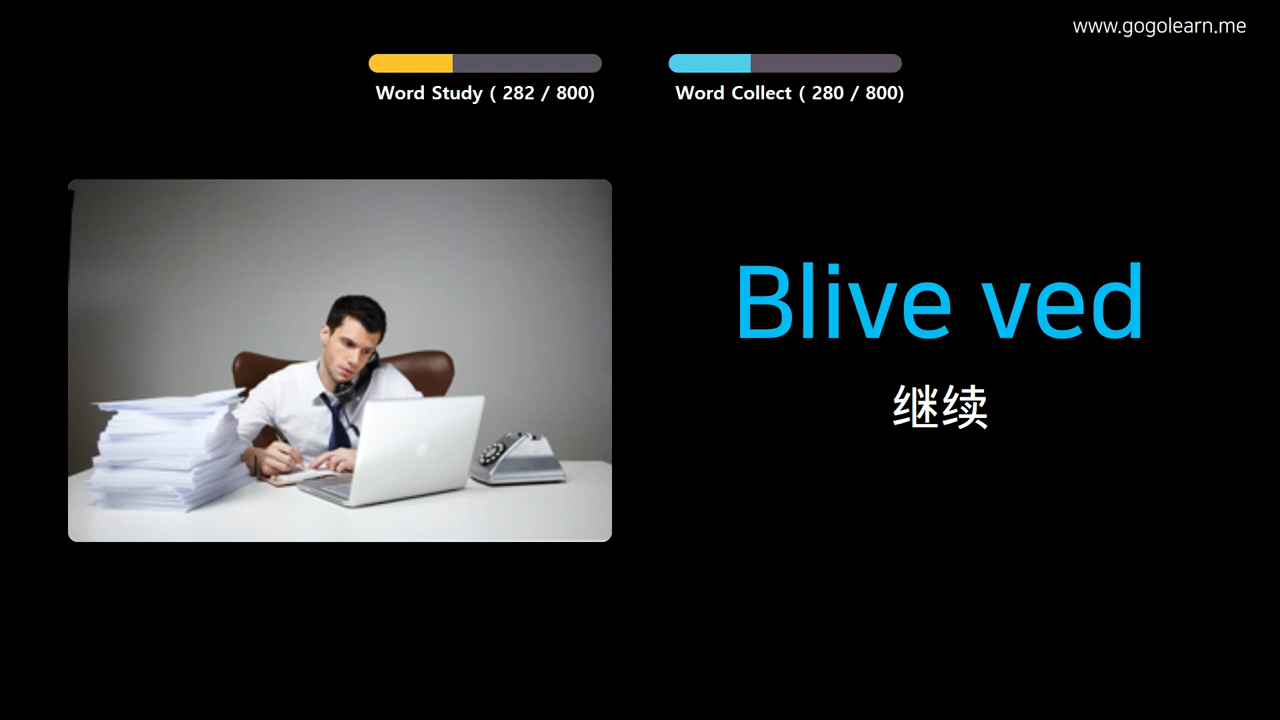 www.gogolearn.me
Word Study ( 282 / 800)
Word Collect ( 280 / 800)
Blive ved
继续